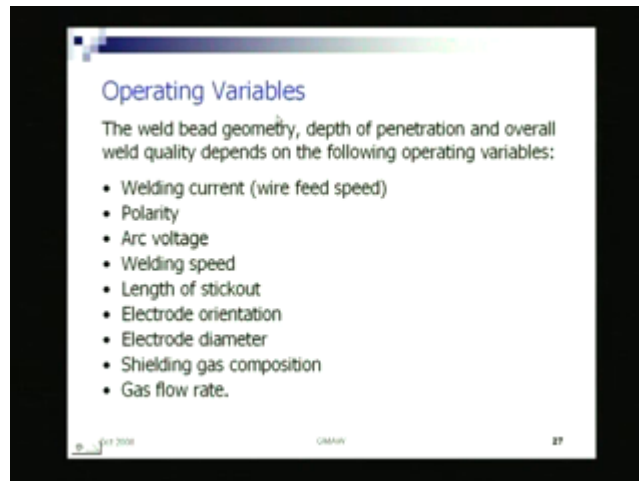 Operating Variables
The weld bead geometry, depth of penetration and overall
weld quality depends on the following operating variables:
• Welding current (wire feed speed)
• Polarity
• Arc voltage
• Welding speed
• Length of stickout
• Electrode orientation
• Electrode diameter
• Shielding gas composition
• Gas flow rate.
GMAW 27